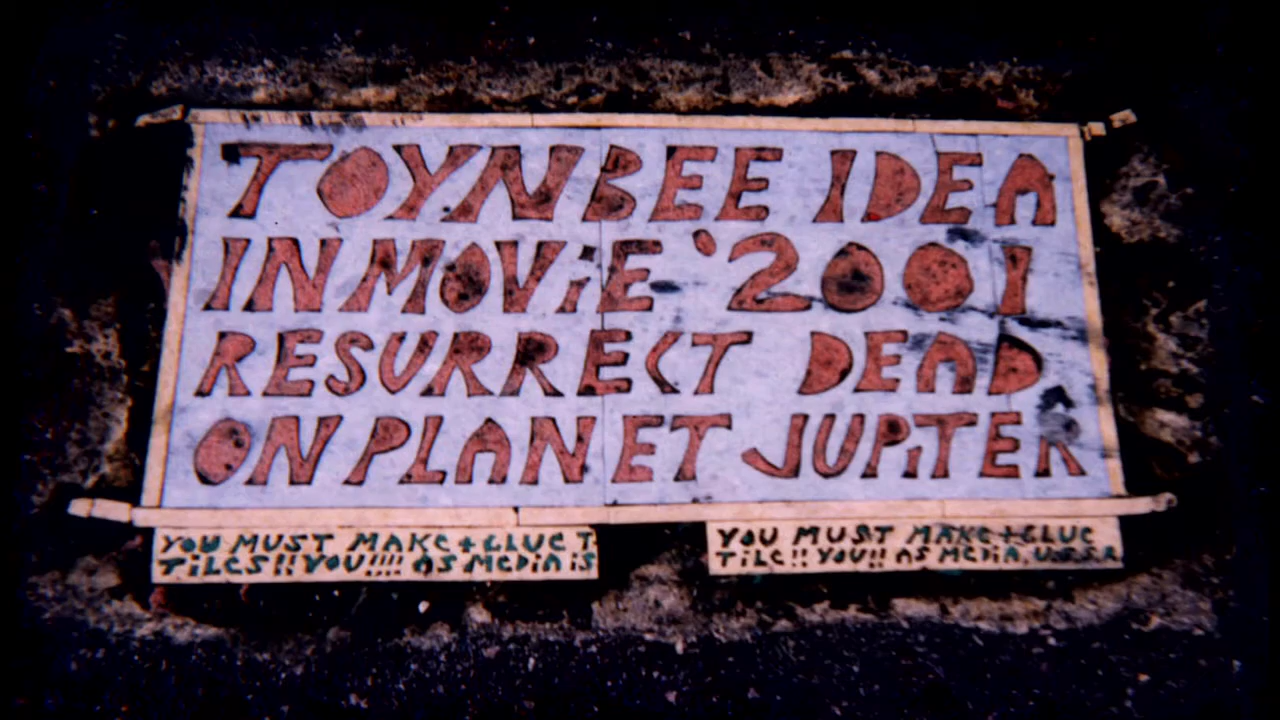 TOYNBEE IDEA
IN MOViE '2001
RESURRECT DEAD
ON PLANET JUPiTER
YOU MUST MAKE + GLUE T
TILES!! YOU!!!! AS MEDIA IS
YOU MUST MAKE + GLUE
TILE!! YOU!! AS MEDIA, U.S.S.R